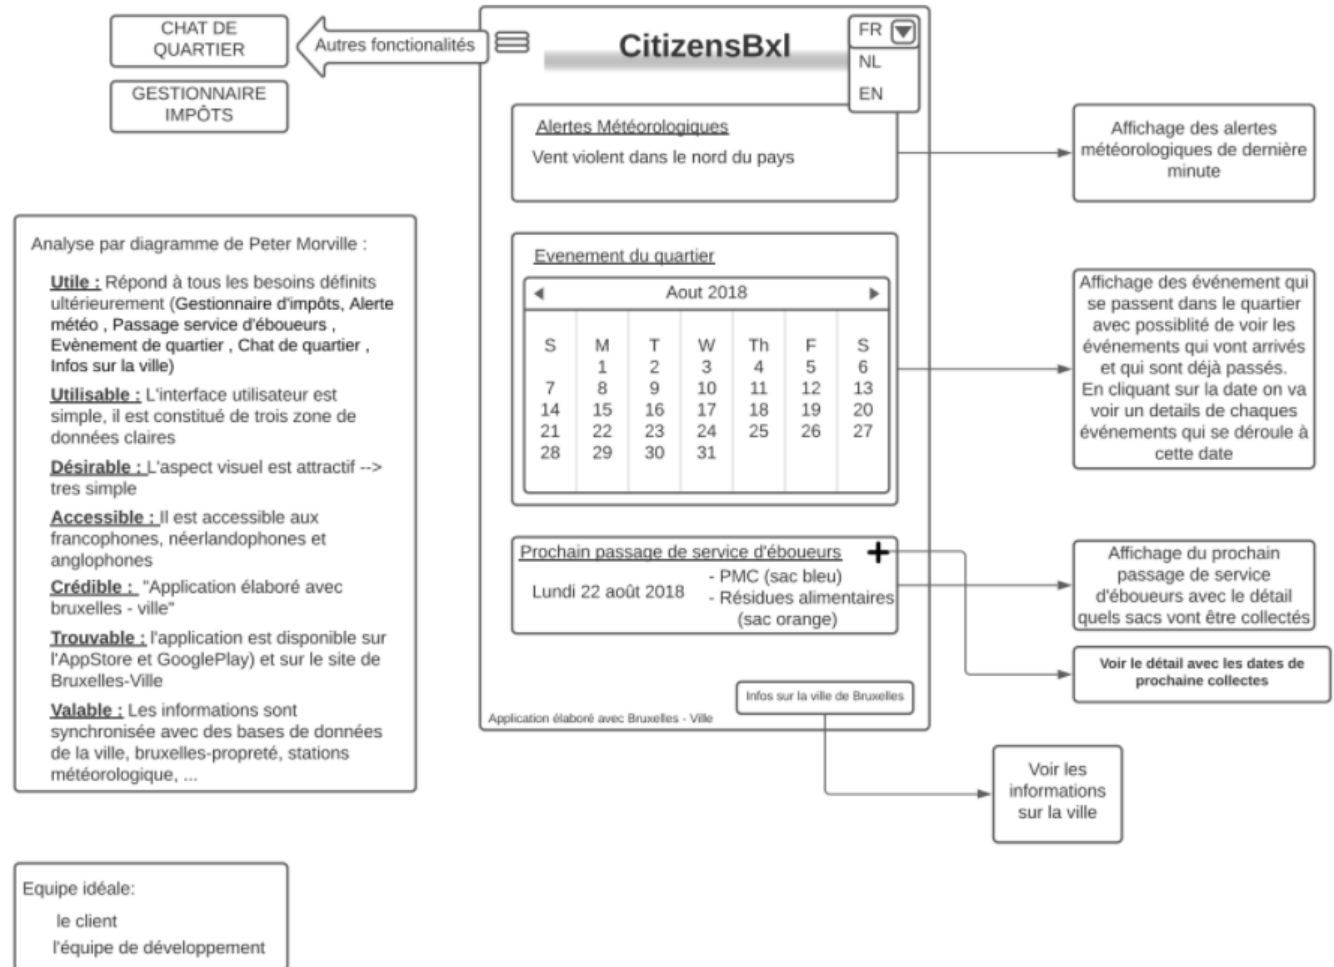 CHAT DE
QUARTIER
GESTIONNAIRE
IMPÔTS
Autres fonctionalités
CitizensBxl
FR
NL
EN
Alertes Météorologiques
Vent violent dans le nord du pays
Affichage des alertes
météorologiques de dernière
minute
Evenement du quartier
Aout 2018
S M T W Th F S
1 2 3 4 5 6
7 8 9 10 11 12 13
14 15 16 17 18 19 20
21 22 23 24 25 26 27
28 29 30 31
Affichage des événement qui
se passent dans le quartier
avec possiblité de voir les
événements qui vont arrivés
et qui sont déjà passés.
En cliquant sur la date on va
voir un details de chaques
événements qui se déroule à
cette date
Prochain passage de service d'éboueurs
Lundi 22 août 2018
- PMC (sac bleu)
- Résidues alimentaires
(sac orange)
Affichage du prochain
passage de service
d'éboueurs avec le détail
quels sacs vont être collectés
Voir le détail avec les dates de
prochaine collectes
Infos sur la ville de Bruxelles
Application élaboré avec Bruxelles - Ville
Voir les
informations
sur la ville
Analyse par diagramme de Peter Morville :
Utile : Répond à tous les besoins définits
ultérieurement (Gestionnaire d'impôts, Alerte
météo , Passage service d'éboueurs ,
Evènement de quartier , Chat de quartier ,
Infos sur la ville)
Utilisable : L'interface utilisateur est
simple, il est constitué de trois zone de
données claires
Désirable : L'aspect visuel est attractif -->
tres simple
Accessible : Il est accessible aux
francophones, néerlandophones et
anglophones
Crédible : "Application élaboré avec
bruxelles - ville"
Trouvable : l'application est disponible sur
l'AppStore et GooglePlay) et sur le site de
Bruxelles-Ville
Valable : Les informations sont
synchronisée avec des bases de données
de la ville, bruxelles-propreté, stations
météorologique, ...
Equipe idéale:
le client
l'équipe de développement